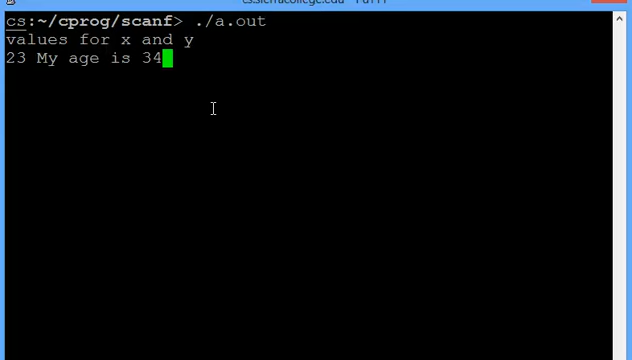 cs:~/cprog/scanf> ./a.out
values for x and y
23 My age is 34